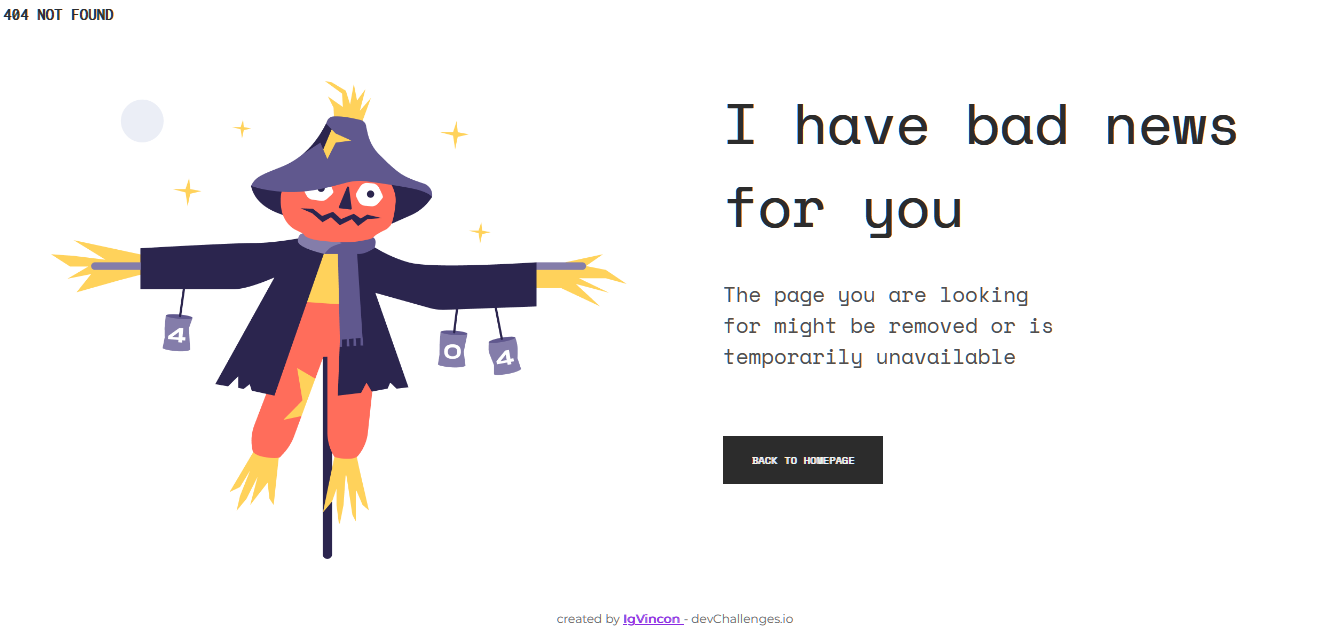 404 NOT FOUND
I have bad news
for you
The page you are looking
for might be removed or is
temporarily unavailable
BACK TO HOMEPAGE
4
0
4
created by IgVincon - devChallenges.io